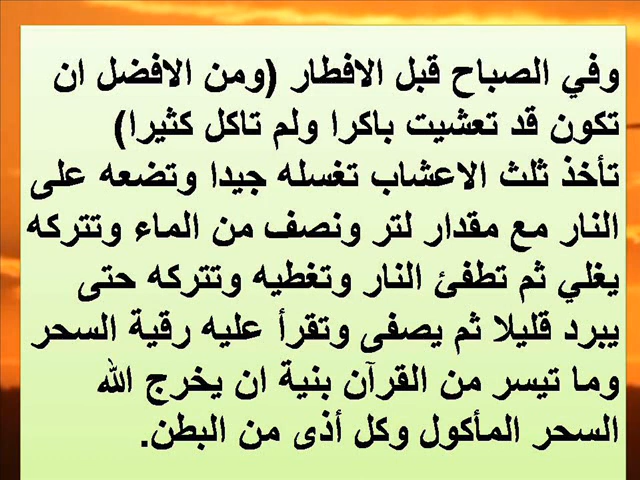 وفي الصباح قبل الافطار (ومن الافضل ان
تكون قد تعشيت باكرا ولم تاكل كثيرا)
تأخذ ثلث الاعشاب تغسله جيدا وتضعه على
النار مع مقدار لتر ونصف من الماء وتتركه
يغلي ثم تطفئ النار وتغطيه وتتركه حتى
يبرد قليلا ثم يصفى وتقرأ عليه رقية السحر
وما تيسر من القرآن بنية ان يخرج الله
السحر المأكول وكل أذى من البطن.